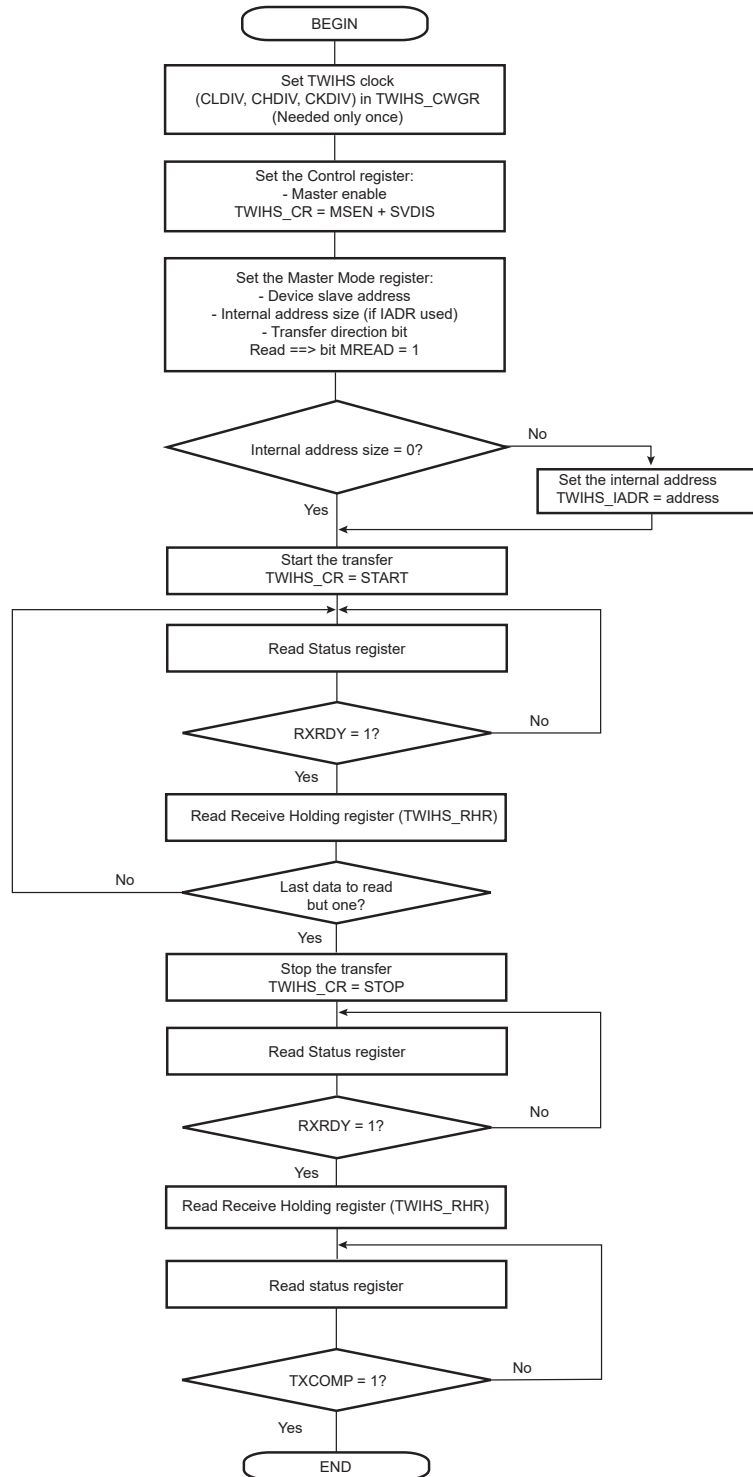 BEGIN
Set TWIHS clock
(CLDIV, CHDIV, CKDIV) in TWIHS_CWGR
(Needed only once)
Set the Control register:
- Master enable
TWIHS_CR = MSEN + SVDIS
Set the Master Mode register:
- Device slave address
- Internal address size (if IADR used)
- Transfer direction bit
Read ==> bit MREAD = 1
Internal address size = 0?
No
Set the internal address
TWIHS_IADR = address
Yes
Start the transfer
TWIHS_CR = START
Read Status register
RXRDY = 1?
No
Yes
Read Receive Holding register (TWIHS_RHR)
No
Last data to read
but one?
Yes
Stop the transfer
TWIHS_CR = STOP
Read Status register
RXRDY = 1?
No
Yes
Read Receive Holding register (TWIHS_RHR)
Read status register
TXCOMP = 1?
No
Yes
END